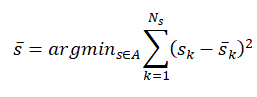 s̄ = argmin_{s∈A} ∑_{k=1}^{N_s} (s_k − s̄_k)²